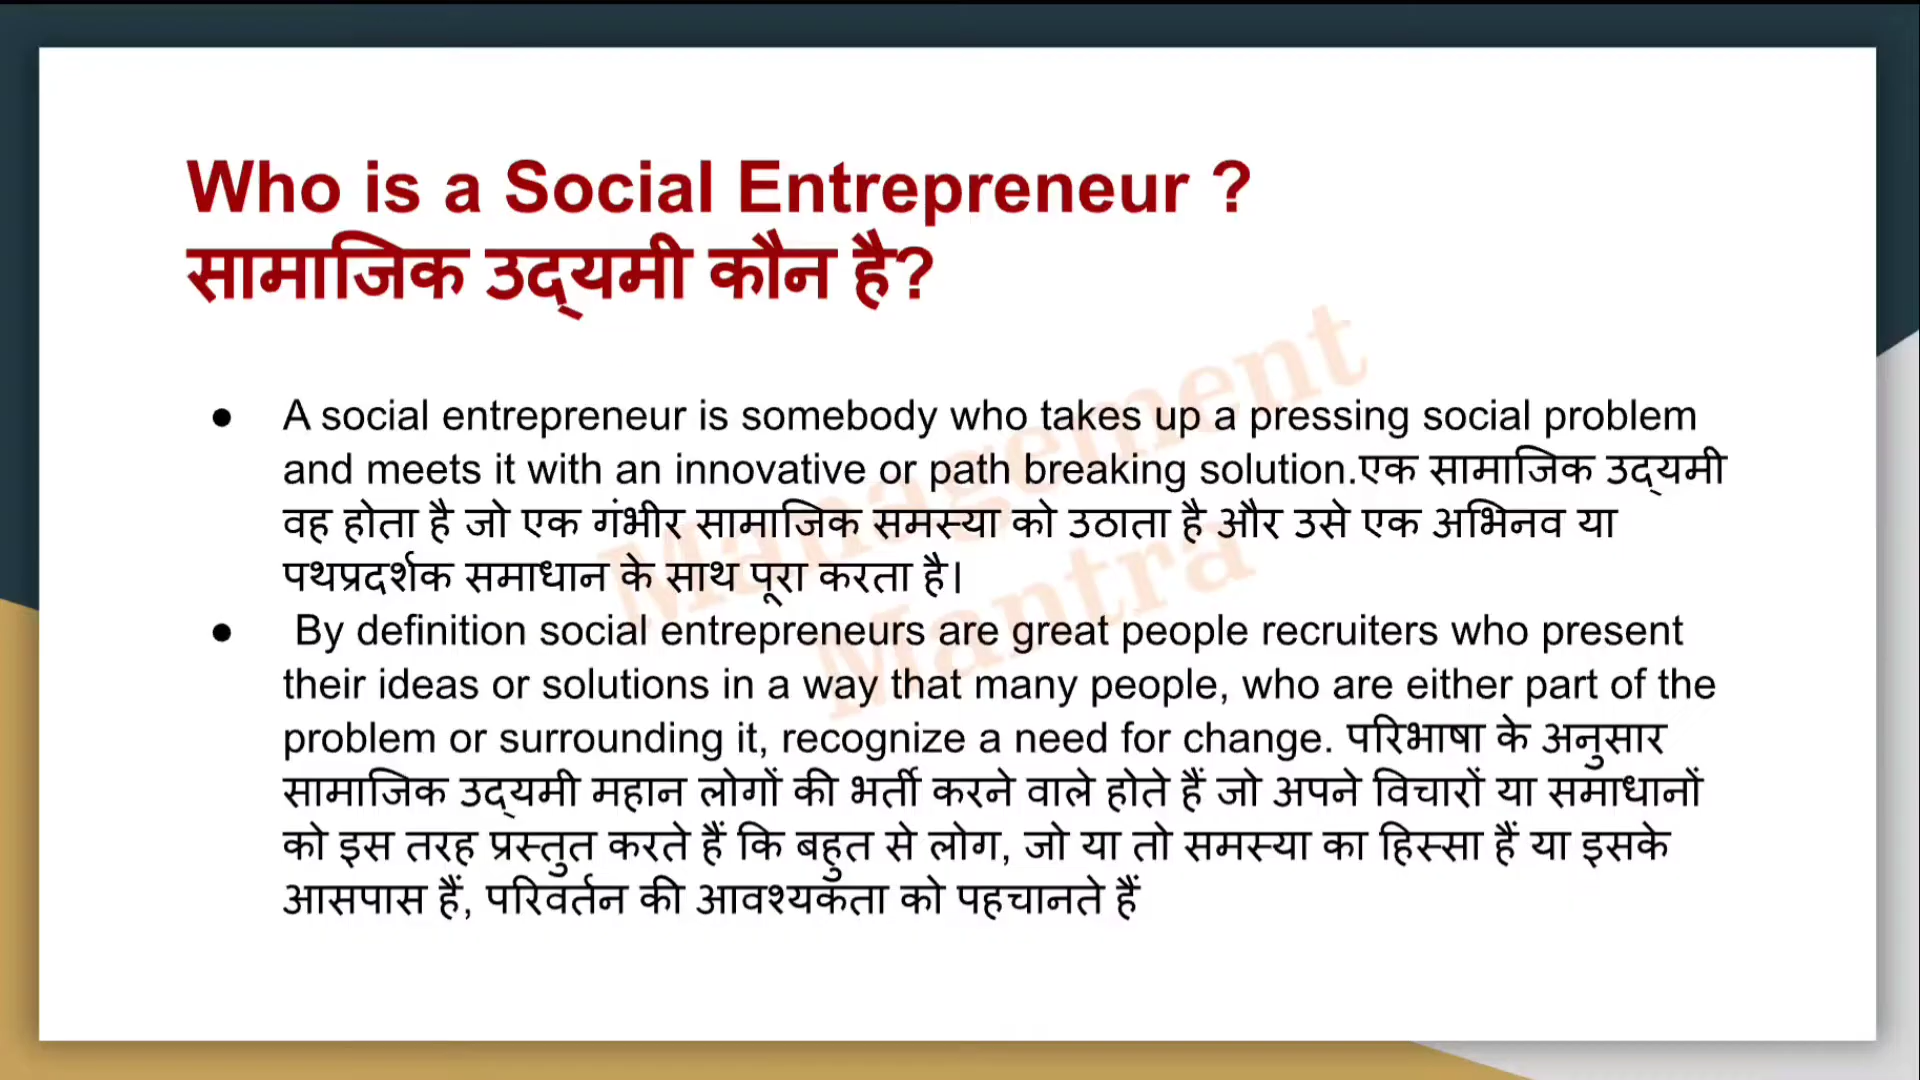 Who is a Social Entrepreneur ?
सामाजिक उद्यमी कौन है?
● A social entrepreneur is somebody who takes up a pressing social problem
and meets it with an innovative or path breaking solution.एक सामाजिक उद्यमी
वह होता है जो एक गंभीर सामाजिक समस्या को उठाता है और उसे एक अभिनव या
पथप्रदर्शक समाधान के साथ पूरा करता है।
● By definition social entrepreneurs are great people recruiters who present
their ideas or solutions in a way that many people, who are either part of the
problem or surrounding it, recognize a need for change. परिभाषा के अनुसार
सामाजिक उद्यमी महान लोगों की भर्ती करने वाले होते हैं जो अपने विचारों या समाधानों
को इस तरह प्रस्तुत करते हैं कि बहुत से लोग, जो या तो समस्या का हिस्सा हैं या इसके
आसपास हैं, परिवर्तन की आवश्यकता को पहचानते हैं
Management
Mantra